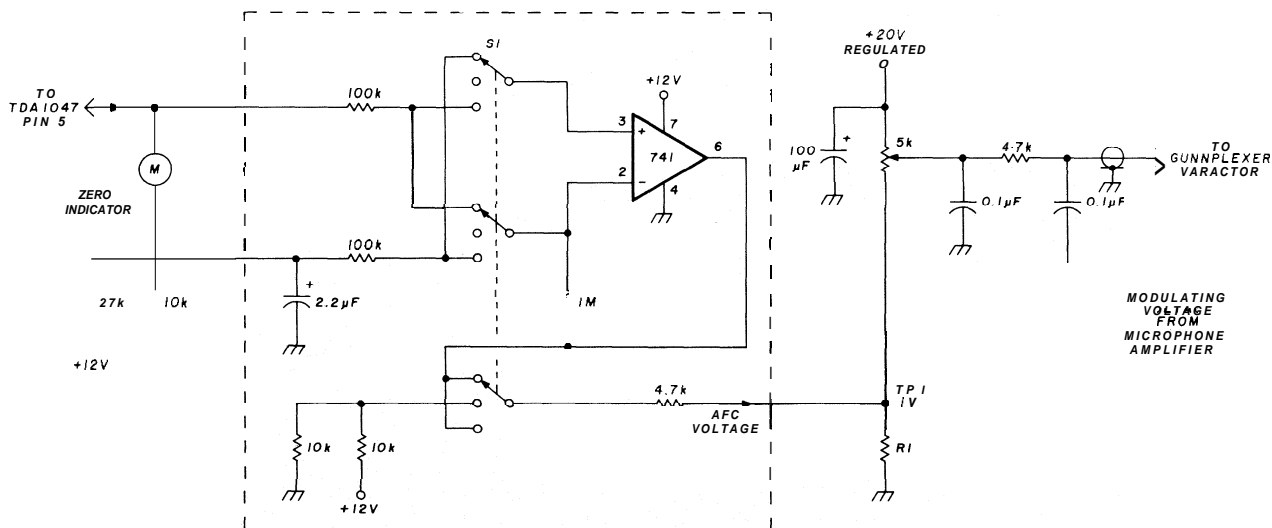 S1
+20V
REGULATED
TO
TDA1047
PIN 5
100k
+12V
3
7
+
741
6
2
-
4
5k
4.7k
TO
GUNNPLEXER
VARACTOR
100
µF
+
0.1µF
0.1µF
M
ZERO
INDICATOR
100k
27k
10k
+
2.2µF
1M
+12V
MODULATING
VOLTAGE
FROM
MICROPHONE
AMPLIFIER
4.7k
AFC
VOLTAGE
TP1
1V
10k
10k
R1
+12V